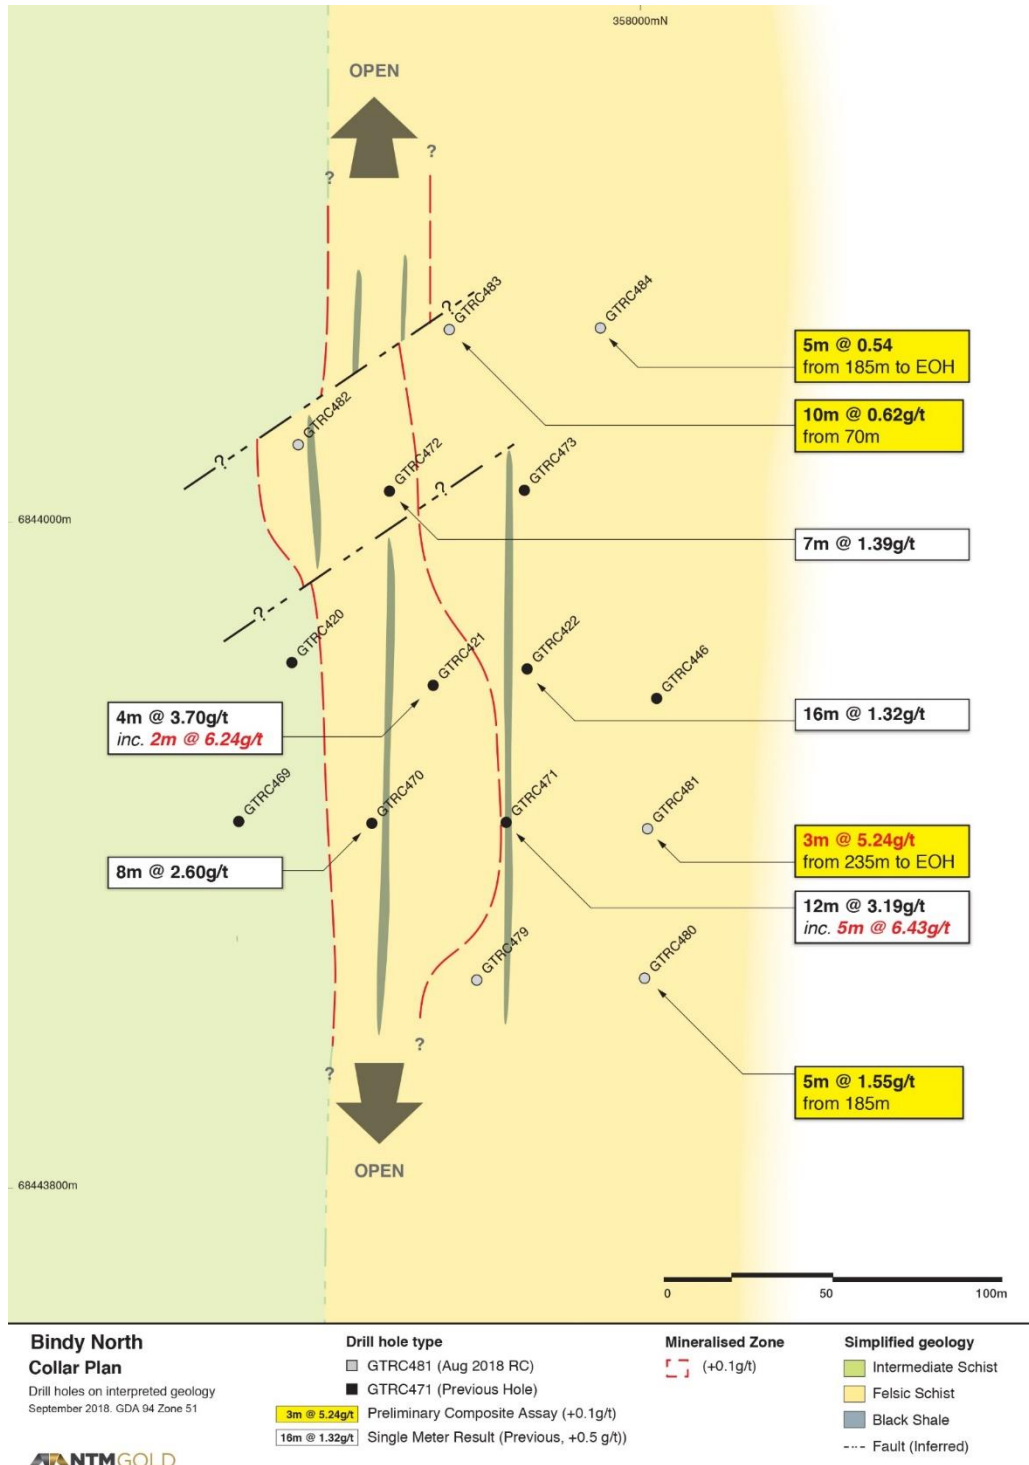 358000mN
OPEN
?
?
GTRC483
GTRC484
?
5m @ 0.54
from 185m to EOH
10m @ 0.62g/t
from 70m
GTRC482
GTRC472
GTRC473
?
?
6844000m
7m @ 1.39g/t
?
GTRC420
GTRC421
GTRC422
GTRC446
4m @ 3.70g/t
inc. 2m @ 6.24g/t
16m @ 1.32g/t
GTRC469
GTRC470
GTRC471
GTRC481
3m @ 5.24g/t
from 235m to EOH
8m @ 2.60g/t
12m @ 3.19g/t
inc. 5m @ 6.43g/t
GTRC479
GTRC480
?
?
5m @ 1.55g/t
from 185m
OPEN
68443800m
0 50 100m
Bindy North
Collar Plan
Drill holes on interpreted geology
September 2018. GDA 94 Zone 51
NTMGOLD
Drill hole type
GTRC481 (Aug 2018 RC)
GTRC471 (Previous Hole)
3m @ 5.24g/t Preliminary Composite Assay (+0.1g/t)
16m @ 1.32g/t Single Meter Result (Previous, +0.5 g/t))
Mineralised Zone
(+0.1g/t)
Simplified geology
Intermediate Schist
Felsic Schist
Black Shale
Fault (Inferred)